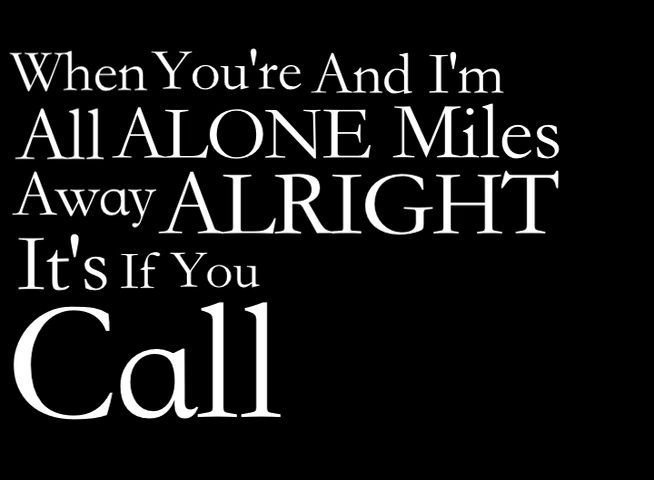 When You're And I'm
All ALONE Miles
Away ALRIGHT
It's If You
Call